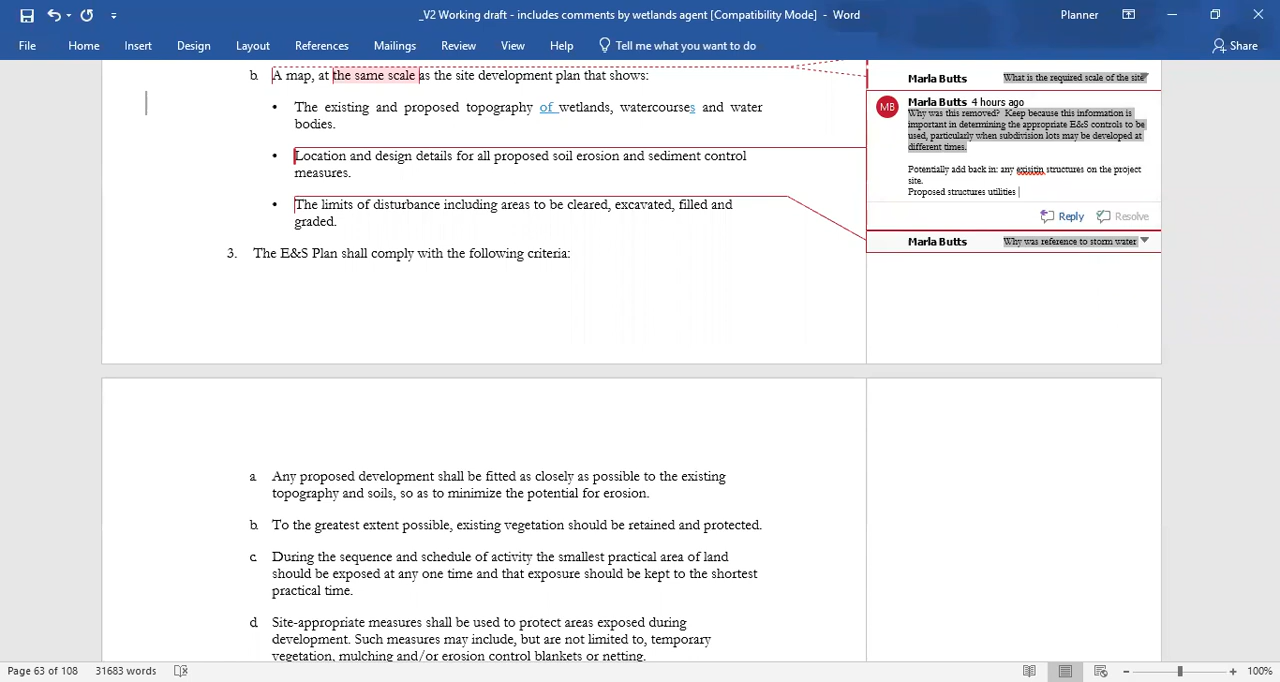 _V2 Working draft - includes comments by wetlands agent [Compatibility Mode] - Word
Planner
File Home Insert Design Layout References Mailings Review View Help Tell me what you want to do Share
b. A map, at the same scale as the site development plan that shows:
• The existing and proposed topography of wetlands, watercourses and water
bodies.
• Location and design details for all proposed soil erosion and sediment control
measures.
• The limits of disturbance including areas to be cleared, excavated, filled and
graded.
3. The E&S Plan shall comply with the following criteria:
Marla Butts What is the required scale of the site
MB Marla Butts 4 hours ago
Why was this removed? Keep because this information is
important in determining the appropriate E&S controls to be
used, particularly when subdivision lots may be developed at
different times.
Potentially add back in: any exisitin structures on the project
site.
Proposed structures utilities
Reply Resolve
Marla Butts Why was reference to storm water
a. Any proposed development shall be fitted as closely as possible to the existing
topography and soils, so as to minimize the potential for erosion.
b. To the greatest extent possible, existing vegetation should be retained and protected.
c. During the sequence and schedule of activity the smallest practical area of land
should be exposed at any one time and that exposure should be kept to the shortest
practical time.
d. Site-appropriate measures shall be used to protect areas exposed during
development. Such measures may include, but are not limited to, temporary
vegetation, mulching and/or erosion control blankets or netting.
Page 63 of 108 31683 words 100%